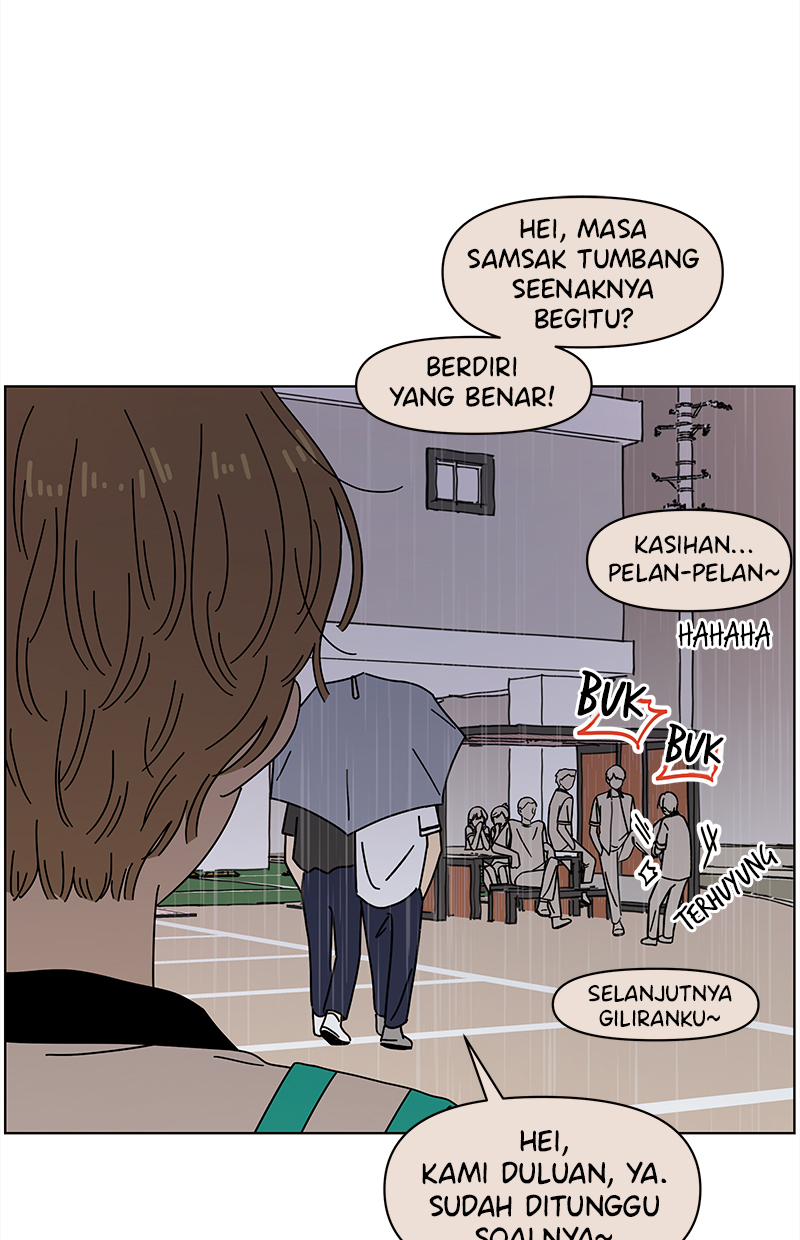 HEI, MASA
SAMSAK TUMBANG
SEENAKNYA
BEGITU?
BERDIRI
YANG BENAR!
KASIHAN...
PELAN-PELAN~
HAHAHA
BUK
BUK
TERHUYUNG
SELANJUTNYA
GILIRANKU~
HEI,
KAMI DULUAN, YA.
SUDAH DITUNGGU
SOALNYA~